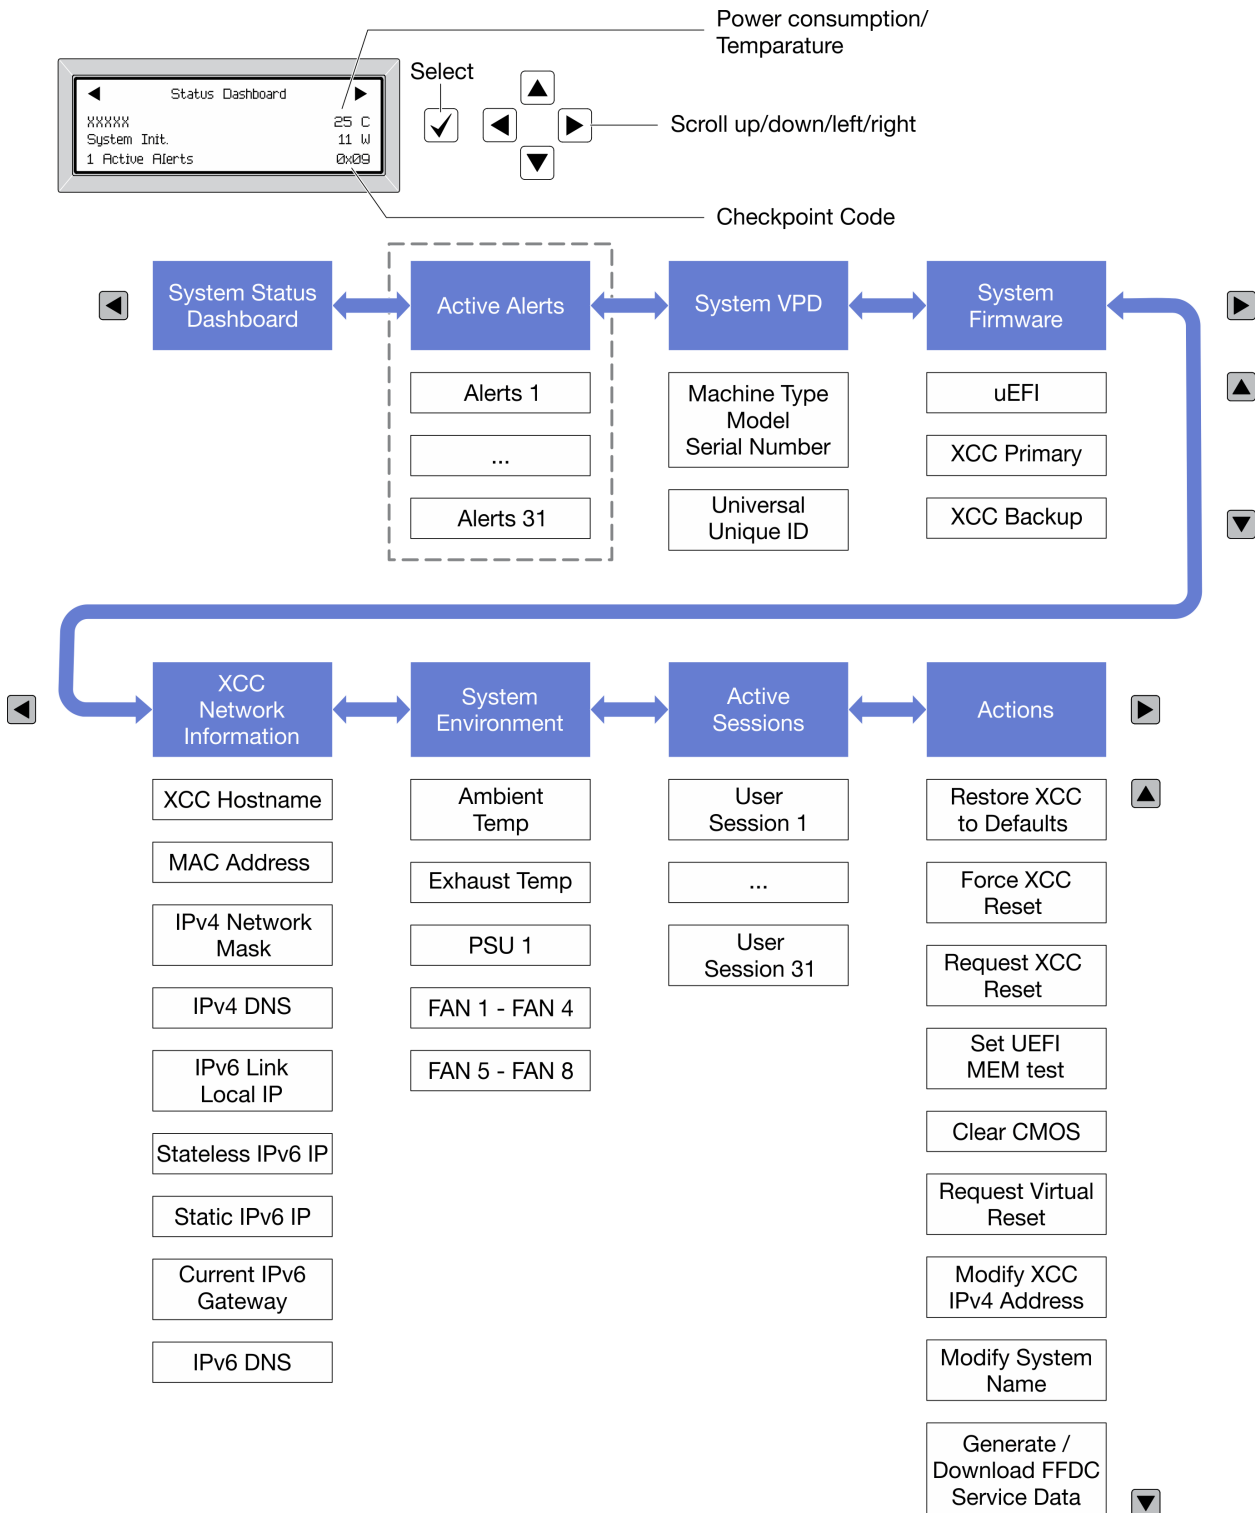 Power consumption/
Temparature
Select
Status Dashboard
XXXXX 25 C
System Init. 11 W
1 Active Alerts 0x09
Scroll up/down/left/right
Checkpoint Code
System Status
Dashboard
Active Alerts
System VPD
System
Firmware
Alerts 1
...
Alerts 31
Machine Type
Model
Serial Number
Universal
Unique ID
uEFI
XCC Primary
XCC Backup
XCC
Network
Information
System
Environment
Active
Sessions
Actions
XCC Hostname
MAC Address
IPv4 Network
Mask
IPv4 DNS
IPv6 Link
Local IP
Stateless IPv6 IP
Static IPv6 IP
Current IPv6
Gateway
IPv6 DNS
Ambient
Temp
Exhaust Temp
PSU 1
FAN 1 - FAN 4
FAN 5 - FAN 8
User
Session 1
...
User
Session 31
Restore XCC
to Defaults
Force XCC
Reset
Request XCC
Reset
Set UEFI
MEM test
Clear CMOS
Request Virtual
Reset
Modify XCC
IPv4 Address
Modify System
Name
Generate /
Download FFDC
Service Data